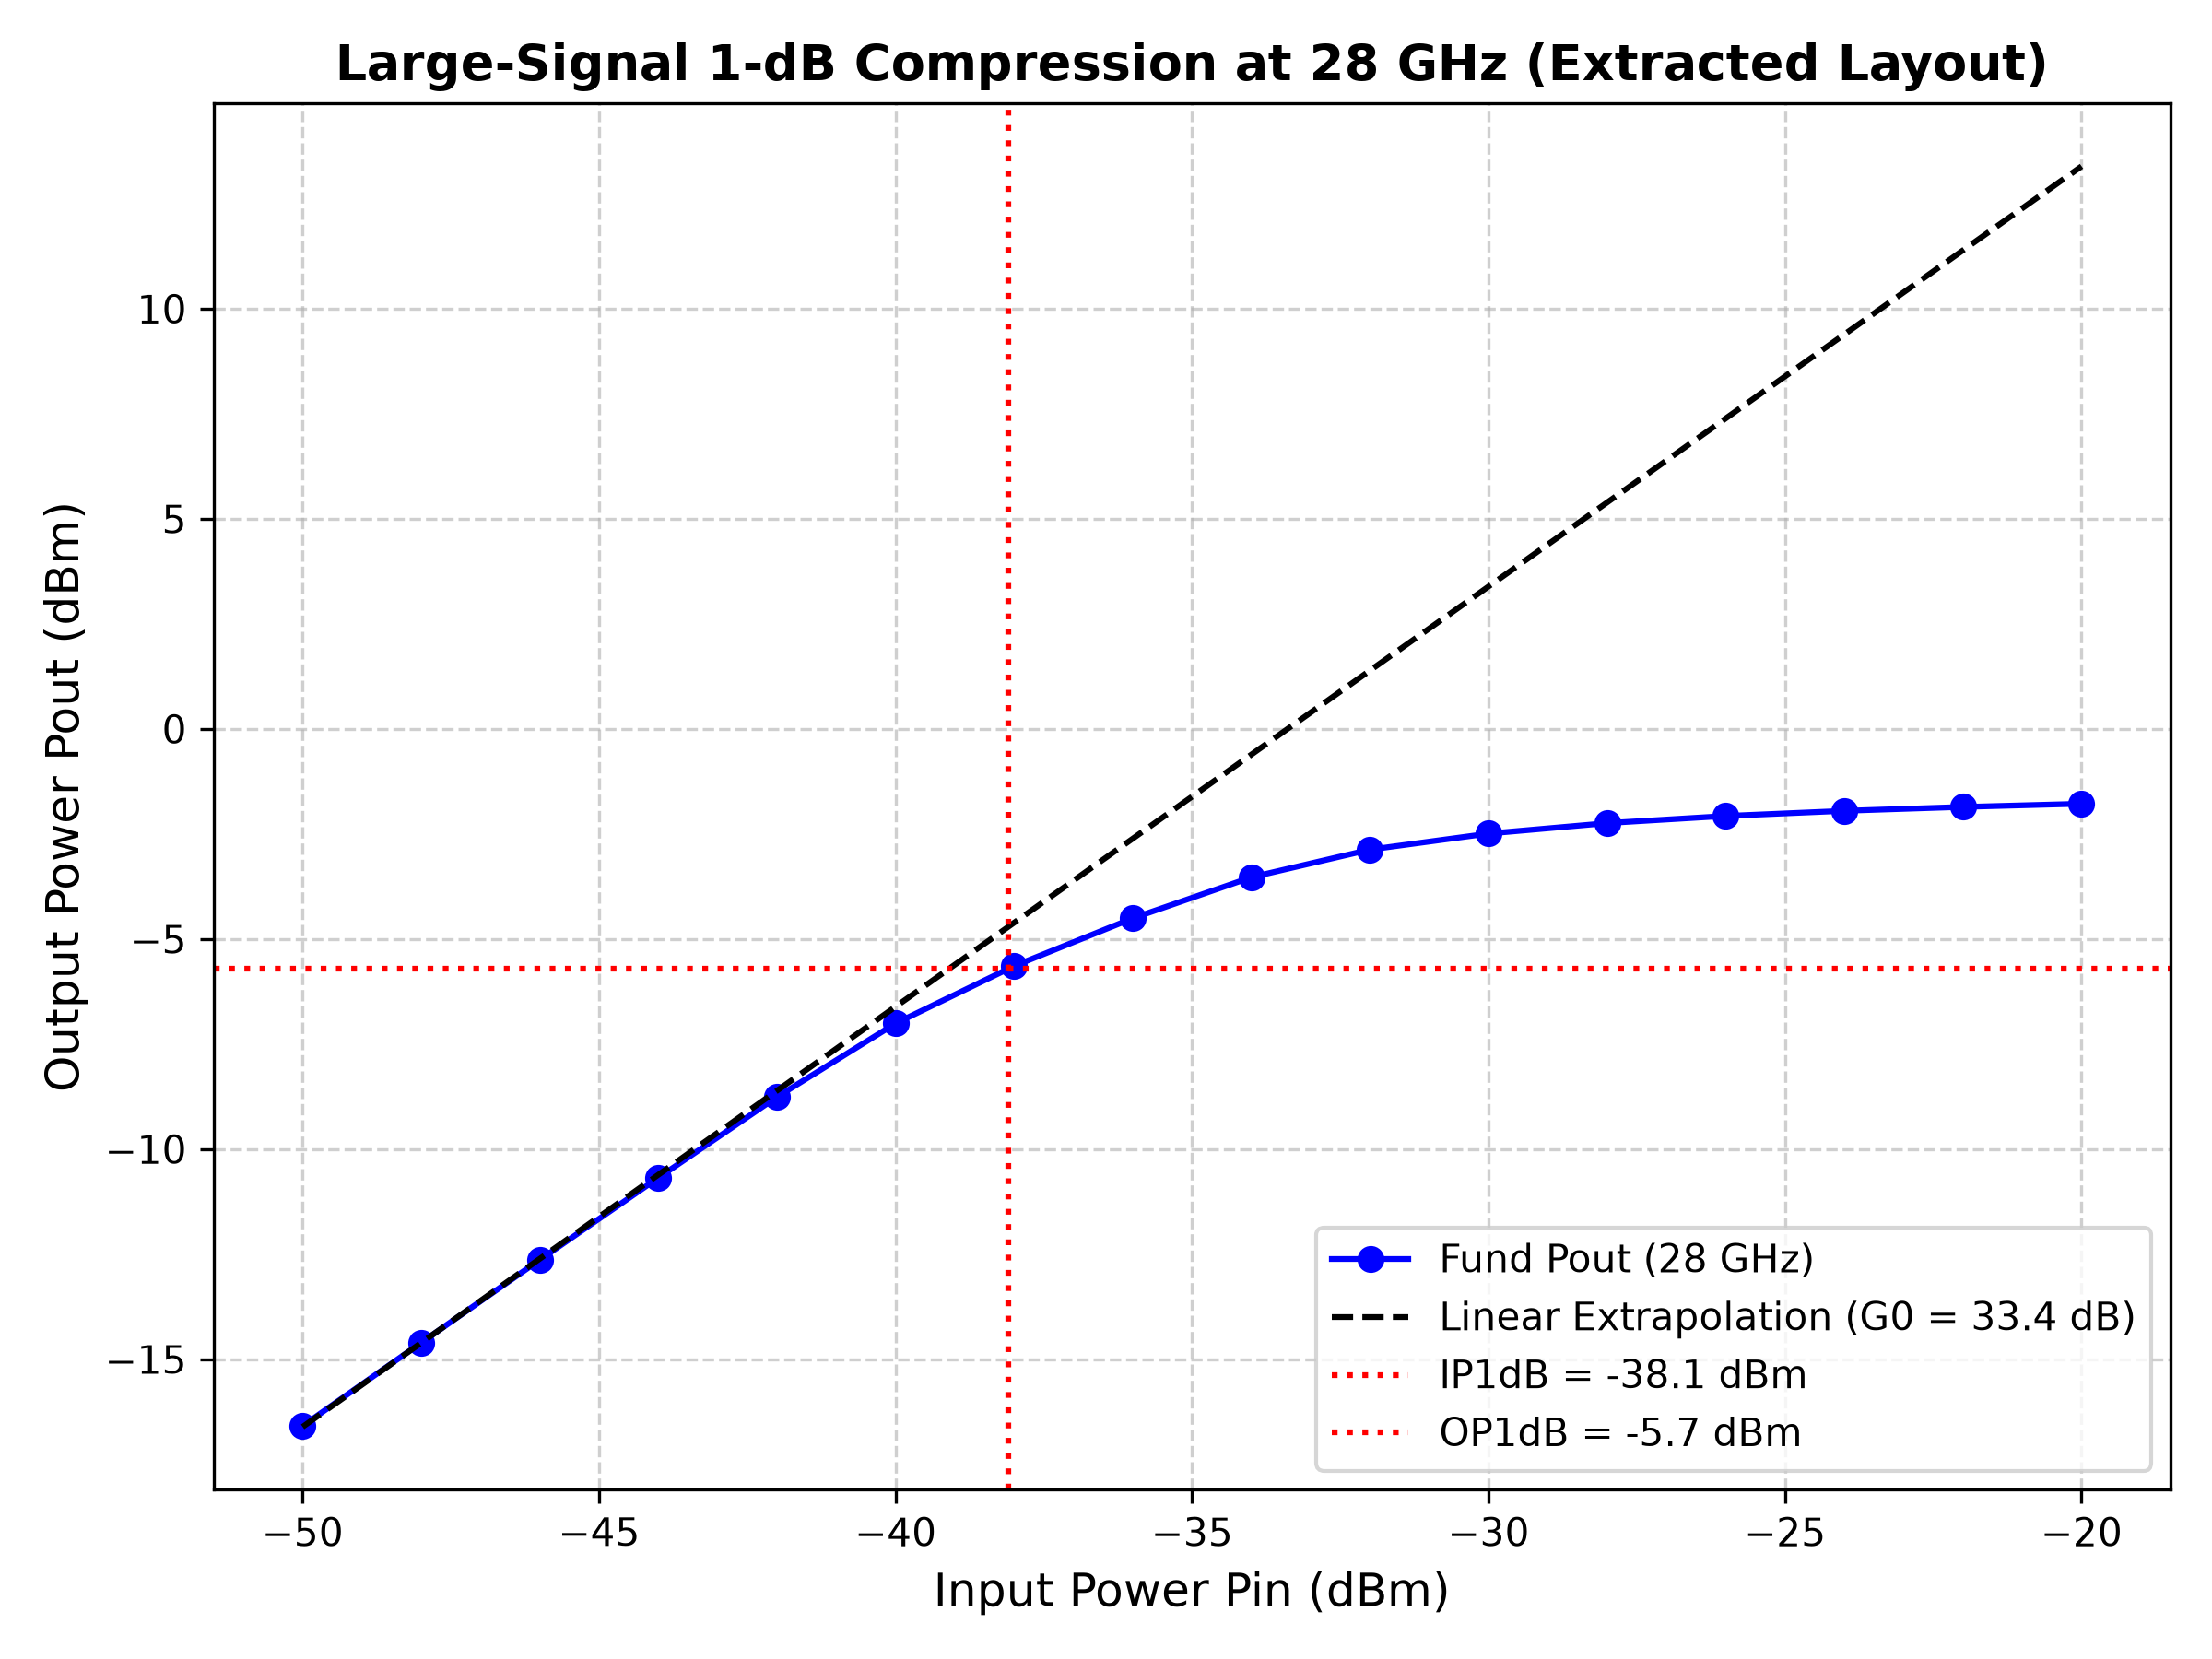 Large-Signal 1-dB Compression at 28 GHz (Extracted Layout)
Output Power Pout (dBm)
10
5
0
−5
−10
−15
Fund Pout (28 GHz)
Linear Extrapolation (G0 = 33.4 dB)
IP1dB = -38.1 dBm
OP1dB = -5.7 dBm
−50 −45 −40 −35 −30 −25 −20
Input Power Pin (dBm)